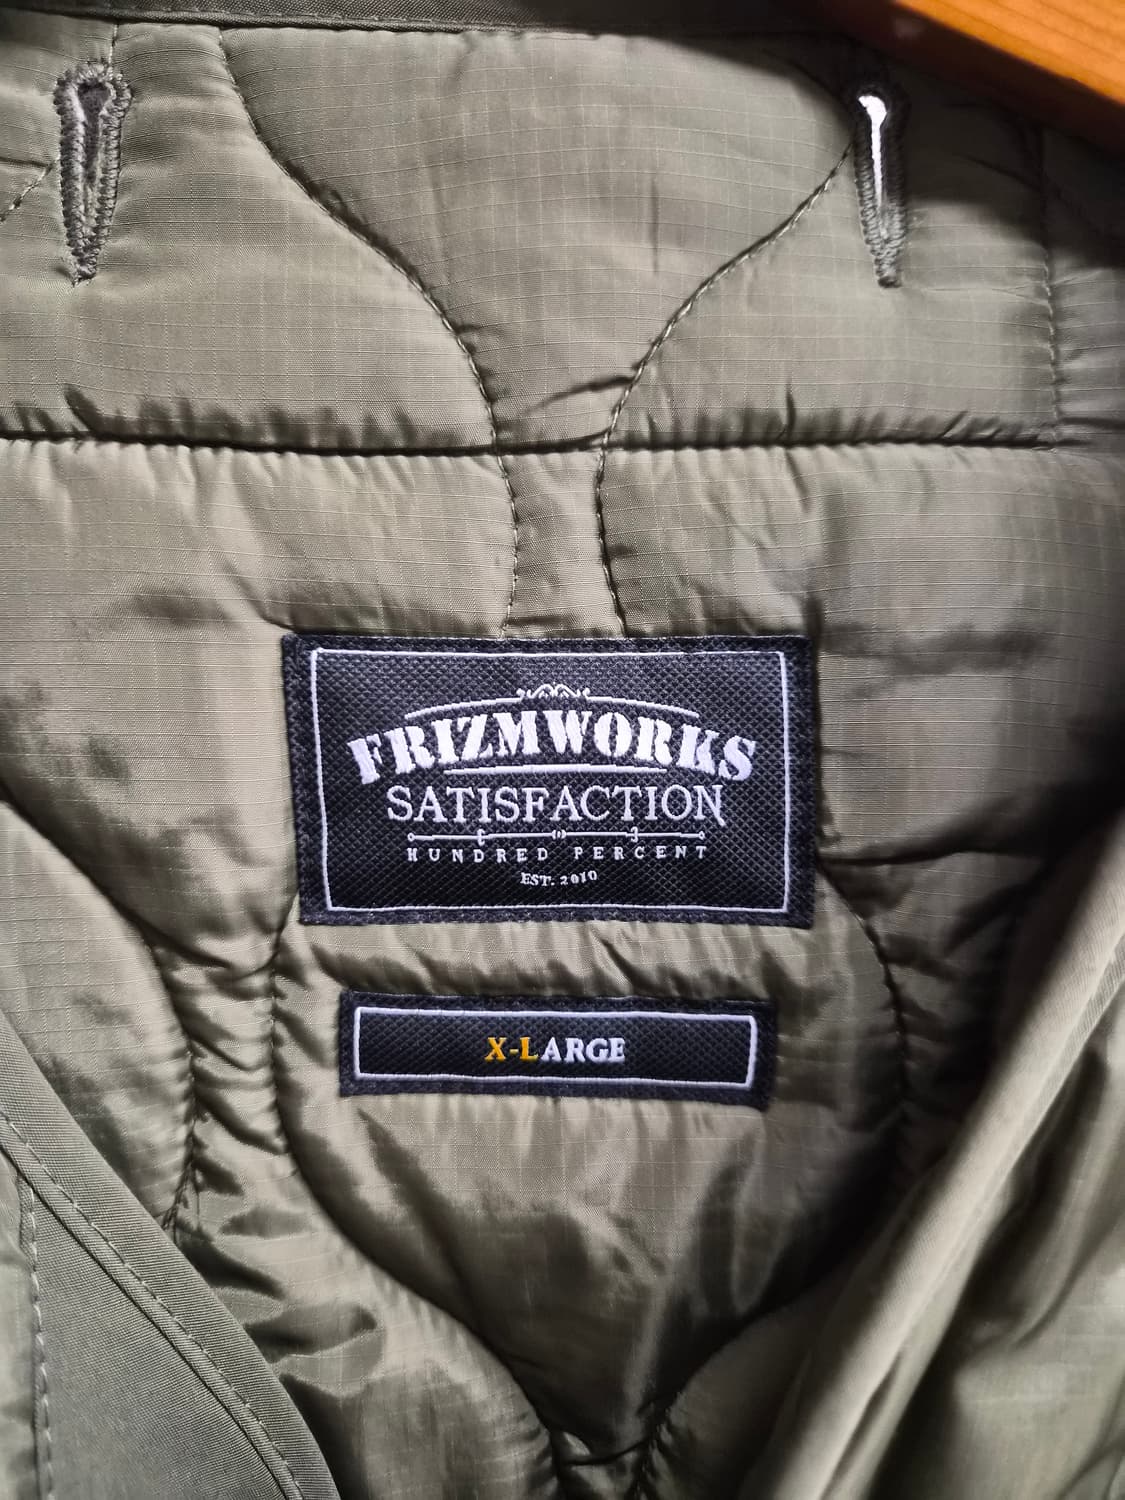 FRIZMWORKS
SATISFACTION
HUNDRED PERCENT
EST. 2010
X-LARGE